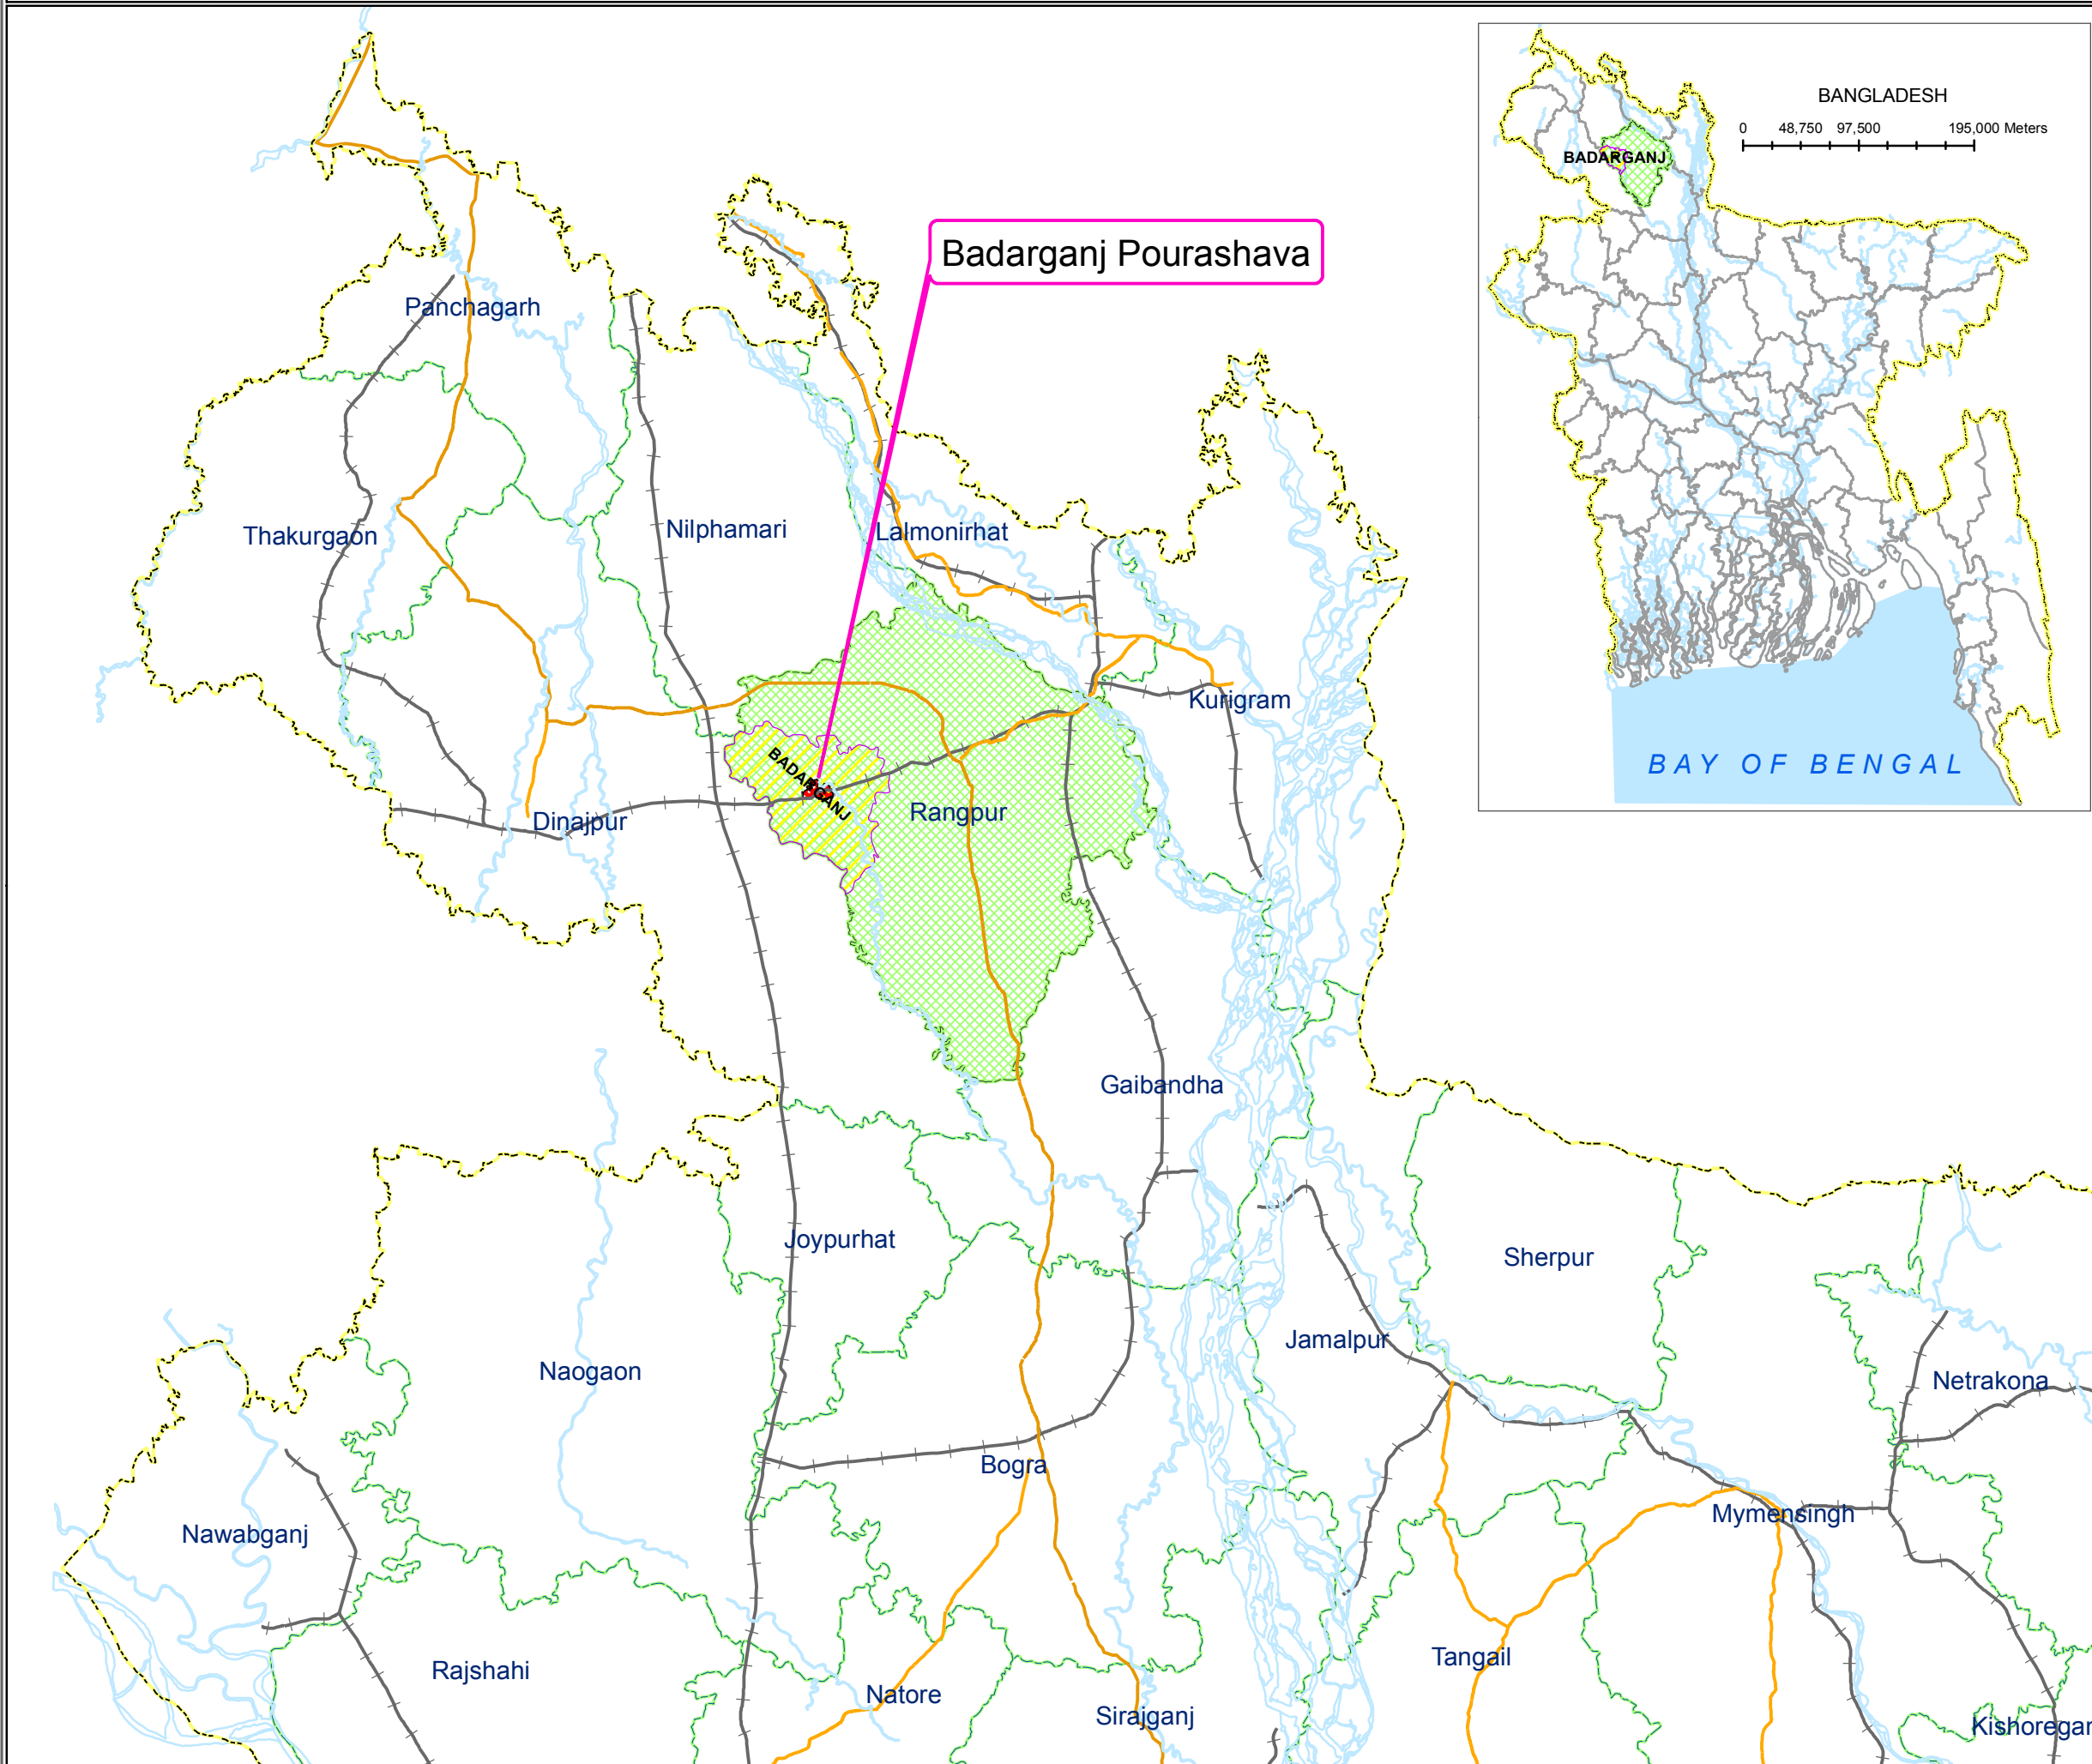 BANGLADESH
0 48,750 97,500 195,000 Meters
BADARGANJ
BAY OF BENGAL
Badarganj Pourashava
Panchagarh
Thakurgaon
Nilphamari
Lalmonirhat
Kurigram
BADARGANJ
Rangpur
Dinajpur
Gaibandha
Joypurhat
Sherpur
Jamalpur
Naogaon
Netrakona
Bogra
Mymensingh
Nawabganj
Rajshahi
Natore
Tangail
Sirajganj
Kishoregar